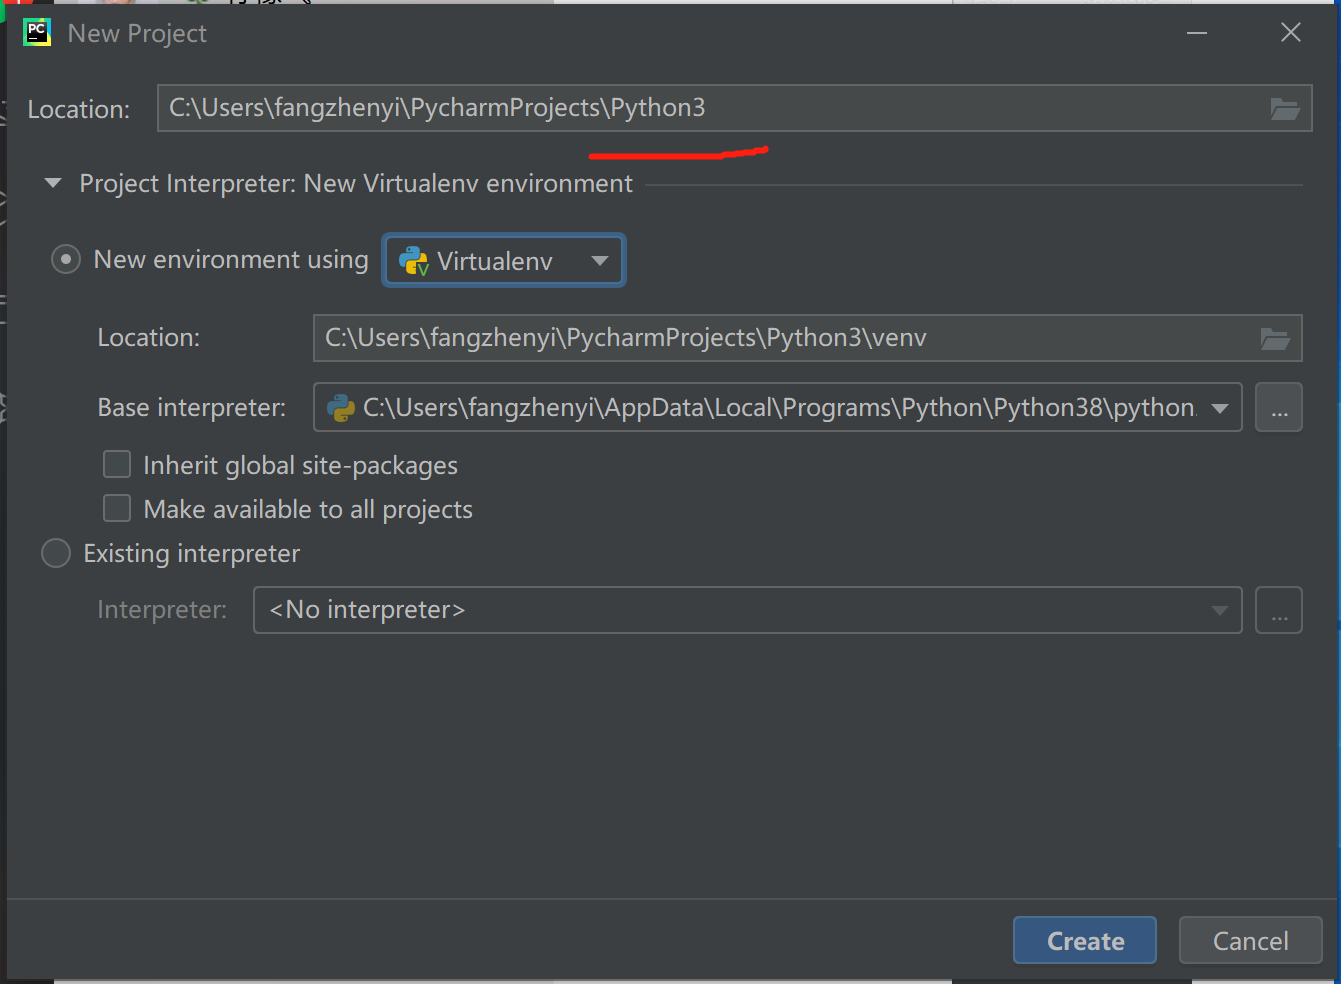 PC
New Project
Location: C:\Users\fangzhenyi\PycharmProjects\Python3
Project Interpreter: New Virtualenv environment
New environment using Virtualenv
Location: C:\Users\fangzhenyi\PycharmProjects\Python3\venv
Base interpreter: C:\Users\fangzhenyi\AppData\Local\Programs\Python\Python38\python. ...
Inherit global site-packages
Make available to all projects
Existing interpreter
Interpreter: <No interpreter> ...
Create Cancel